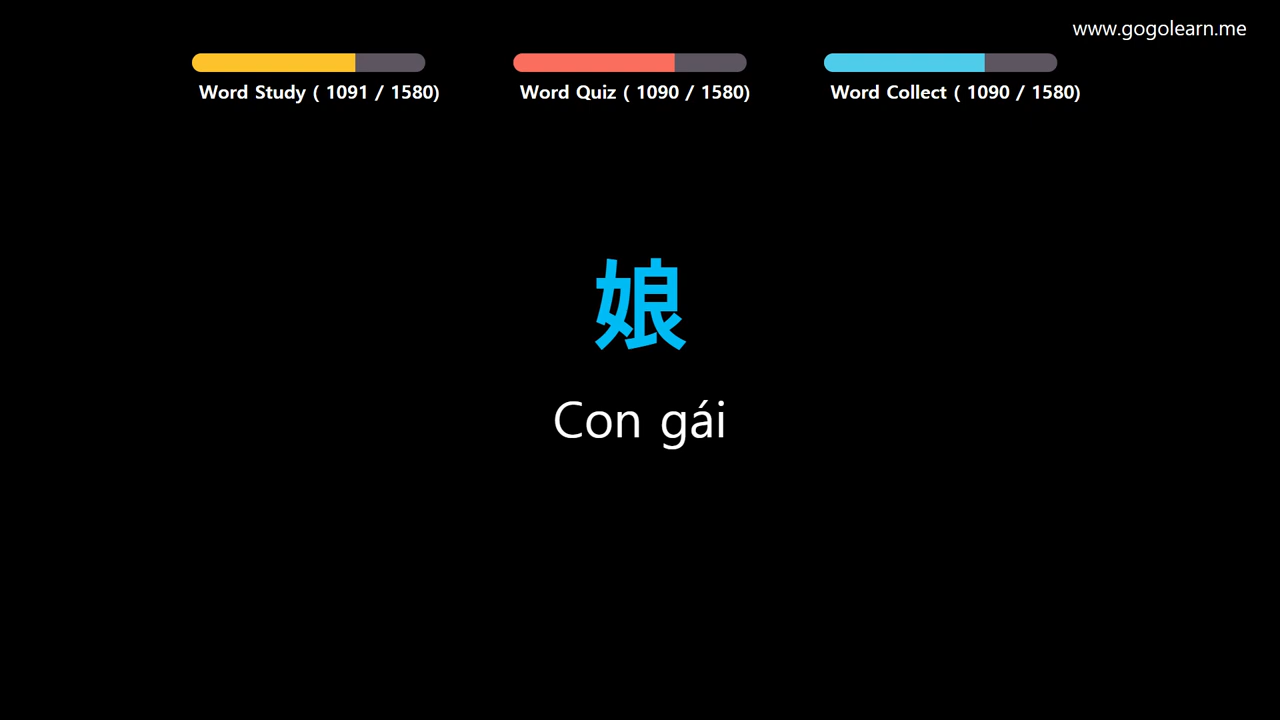 www.gogolearn.me
Word Study ( 1091 / 1580)
Word Quiz ( 1090 / 1580)
Word Collect ( 1090 / 1580)
娘
Con gái